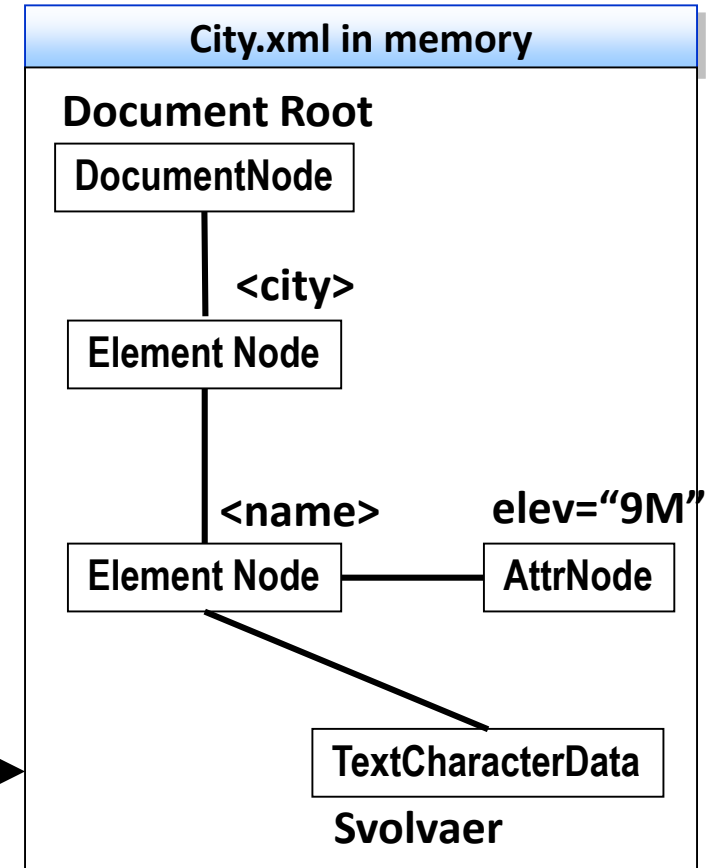 City.xml in memory
Document Root
DocumentNode
<city>
Element Node
<name> elev=“9M”
Element Node AttrNode
TextCharacterData
Svolvaer